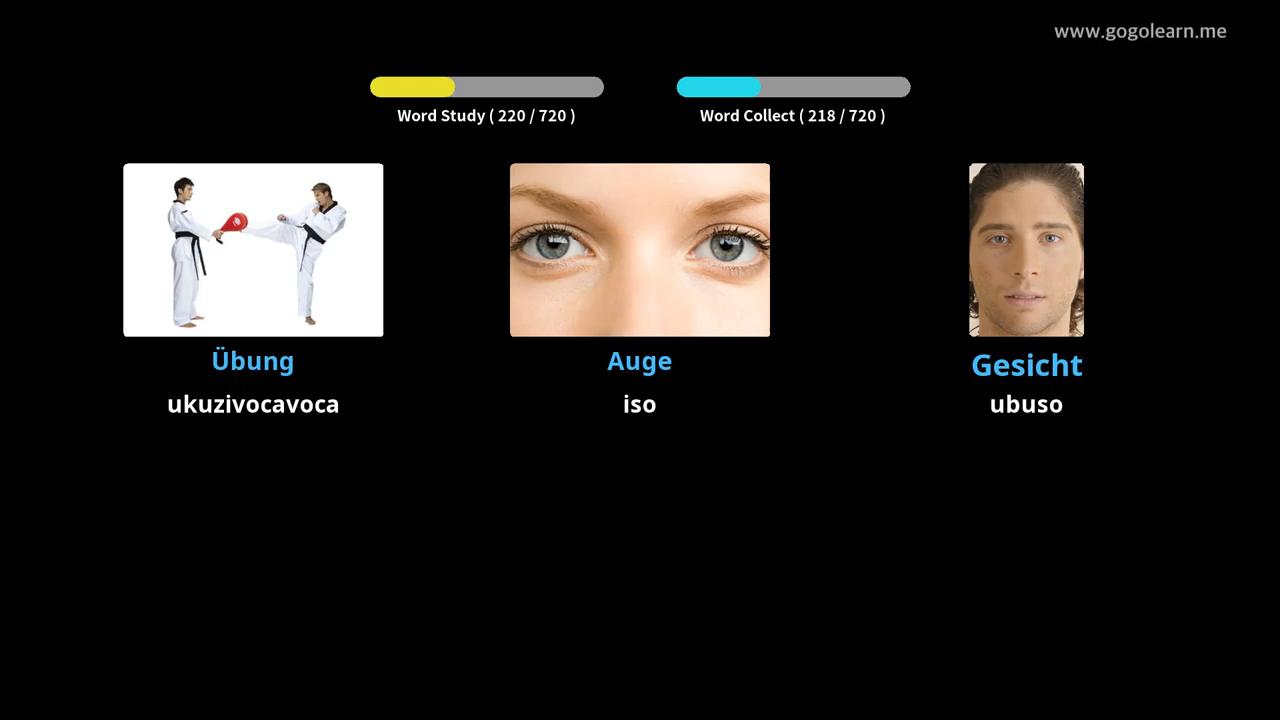 www.gogolearn.me
Word Study ( 220 / 720 )
Word Collect ( 218 / 720 )
Übung
Auge
Gesicht
ukuzivocavoca
iso
ubuso